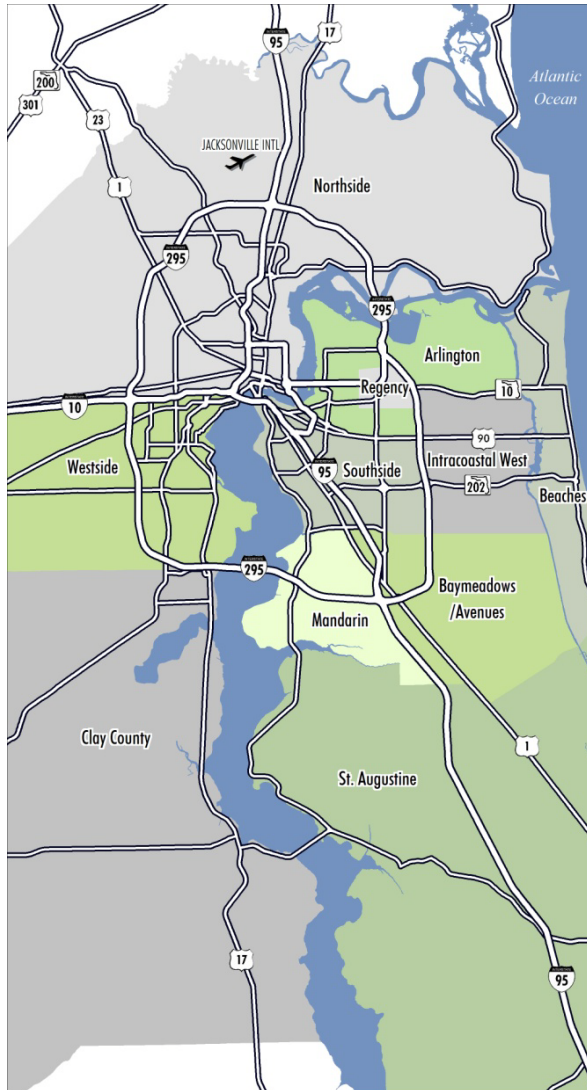 95
17
200
301
Atlantic
Ocean
23
JACKSONVILLE INTL
1
Northside
295
295
Arlington
Regency
10
10
90
Westside
95
Southside
Intracoastal West
202
Beaches
295
Baymeadows
/Avenues
Mandarin
Clay County
1
St. Augustine
17
95